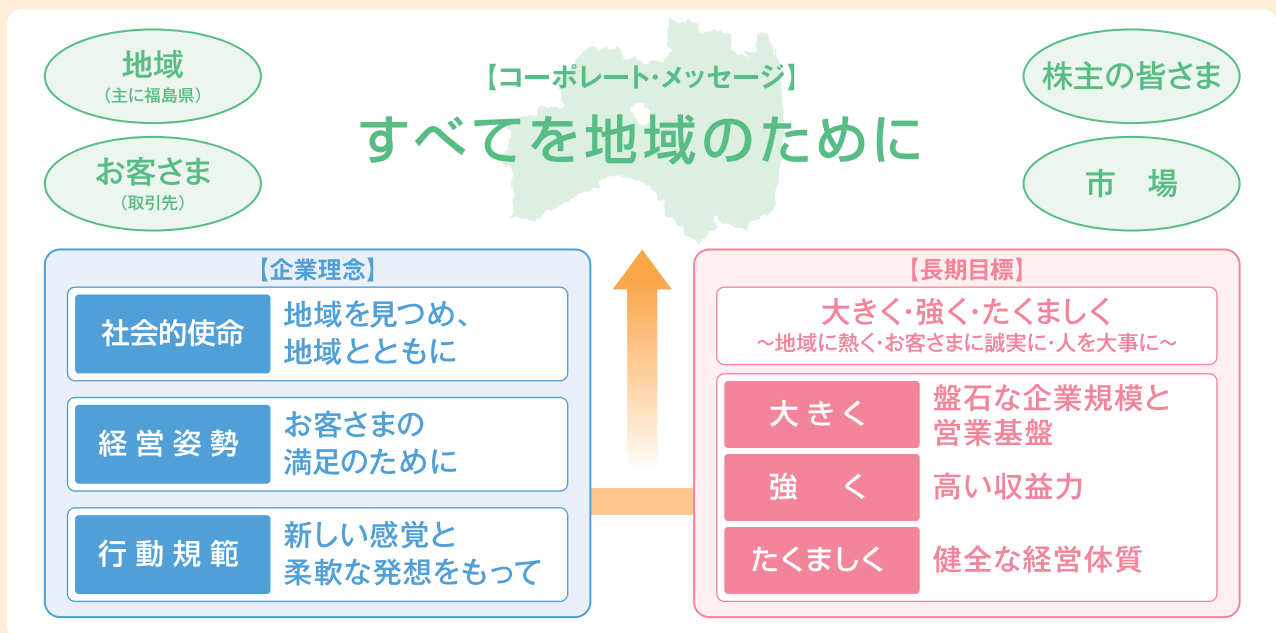 地域
（主に福島県）
お客さま
（取引先）
【コーポレート・メッセージ】
すべてを地域のために
株主の皆さま
市　場
【企業理念】
社会的使命
地域を見つめ、
地域とともに
経営姿勢
お客さまの
満足のために
行動規範
新しい感覚と
柔軟な発想をもって
【長期目標】
大きく・強く・たくましく
〜地域に熱く・お客さまに誠実に・人を大事に〜
大きく
盤石な企業規模と
営業基盤
強　く
高い収益力
たくましく
健全な経営体質